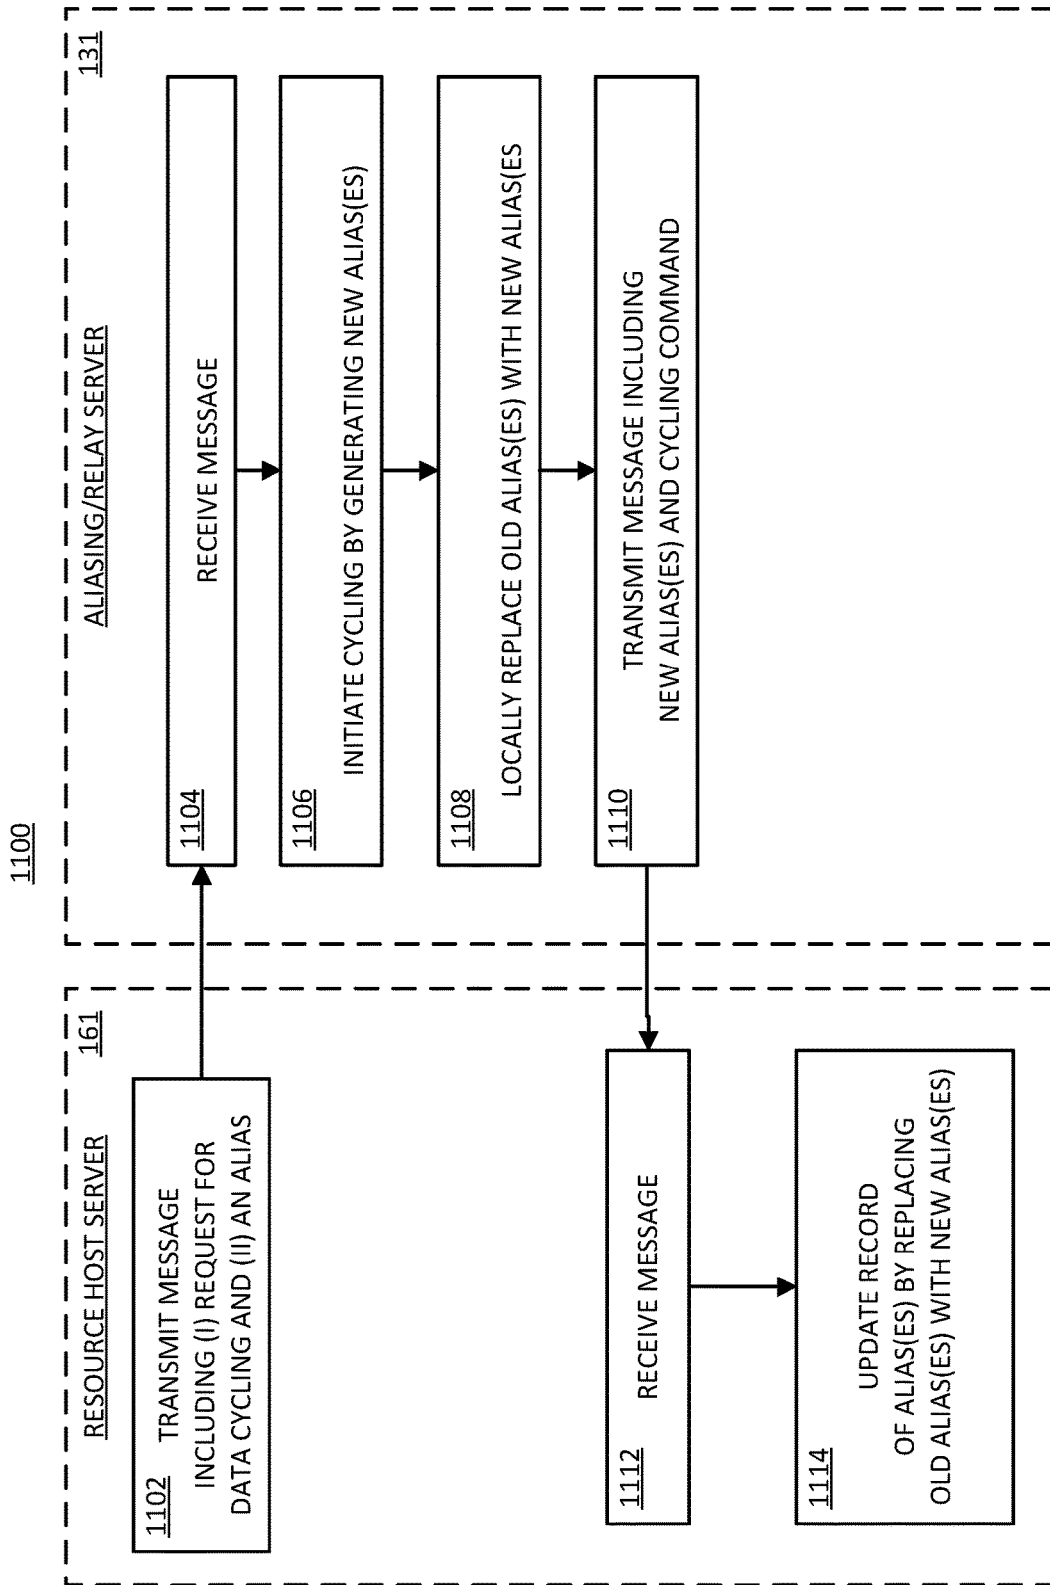 1100
RESOURCE HOST SERVER
161
1102
TRANSMIT MESSAGE
INCLUDING (I) REQUEST FOR
DATA CYCLING AND (II) AN ALIAS
1112
RECEIVE MESSAGE
1114
UPDATE RECORD
OF ALIAS(ES) BY REPLACING
OLD ALIAS(ES) WITH NEW ALIAS(ES)
ALIASING/RELAY SERVER
131
1104
RECEIVE MESSAGE
1106
INITIATE CYCLING BY GENERATING NEW ALIAS(ES)
1108
LOCALLY REPLACE OLD ALIAS(ES) WITH NEW ALIAS(ES
1110
TRANSMIT MESSAGE INCLUDING
NEW ALIAS(ES) AND CYCLING COMMAND